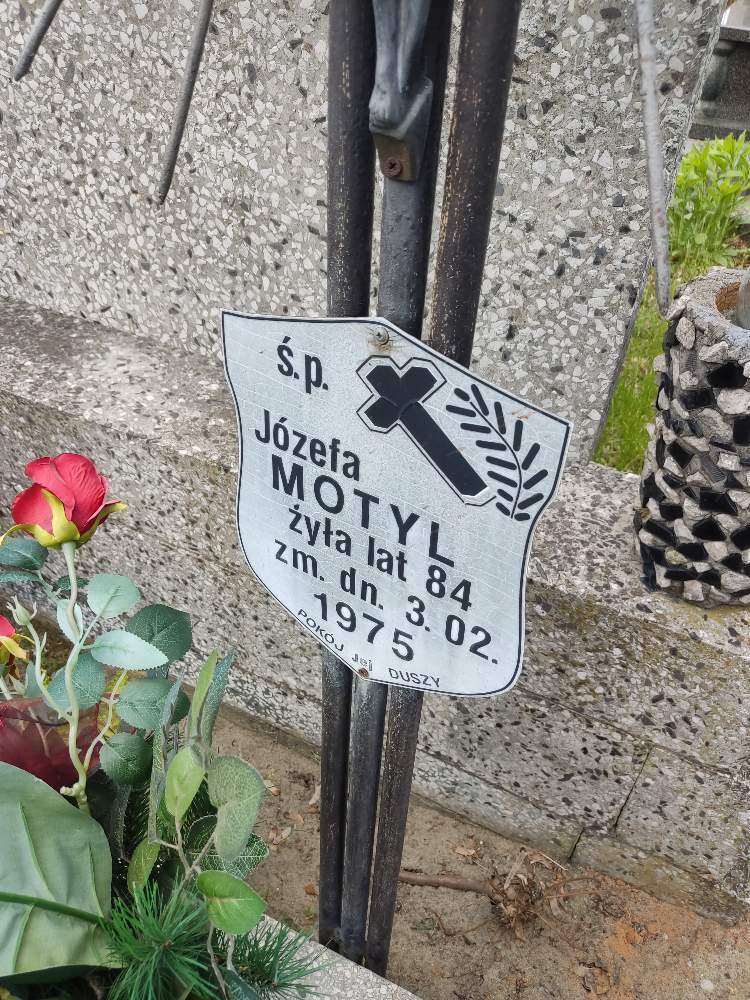 ś.p.
Józefa
MOTYL
żyła lat 84
zm. dn. 3. 02.
1975
POKÓJ Jej DUSZY